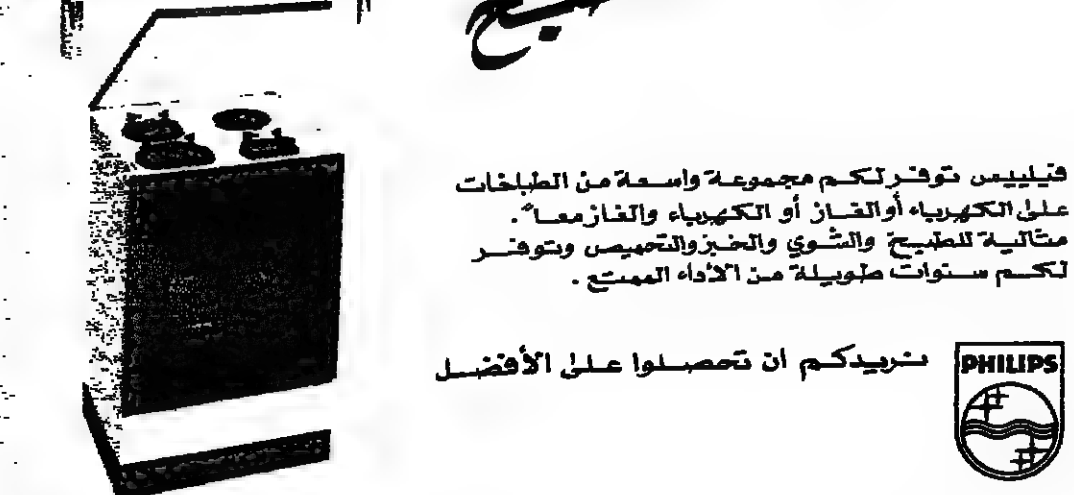 فيليبس توفر لكم مجموعة واسعة من الطباخات
على الكهرباء أو الغاز أو الكهرباء والغاز معاً.
مثالية للطبيخ والشوي والخبز والتحميص وتوفر
لكم سنوات طويلة من الأداء الممتع.
نريدكم ان تحصلوا على الأفضل
PHILIPS